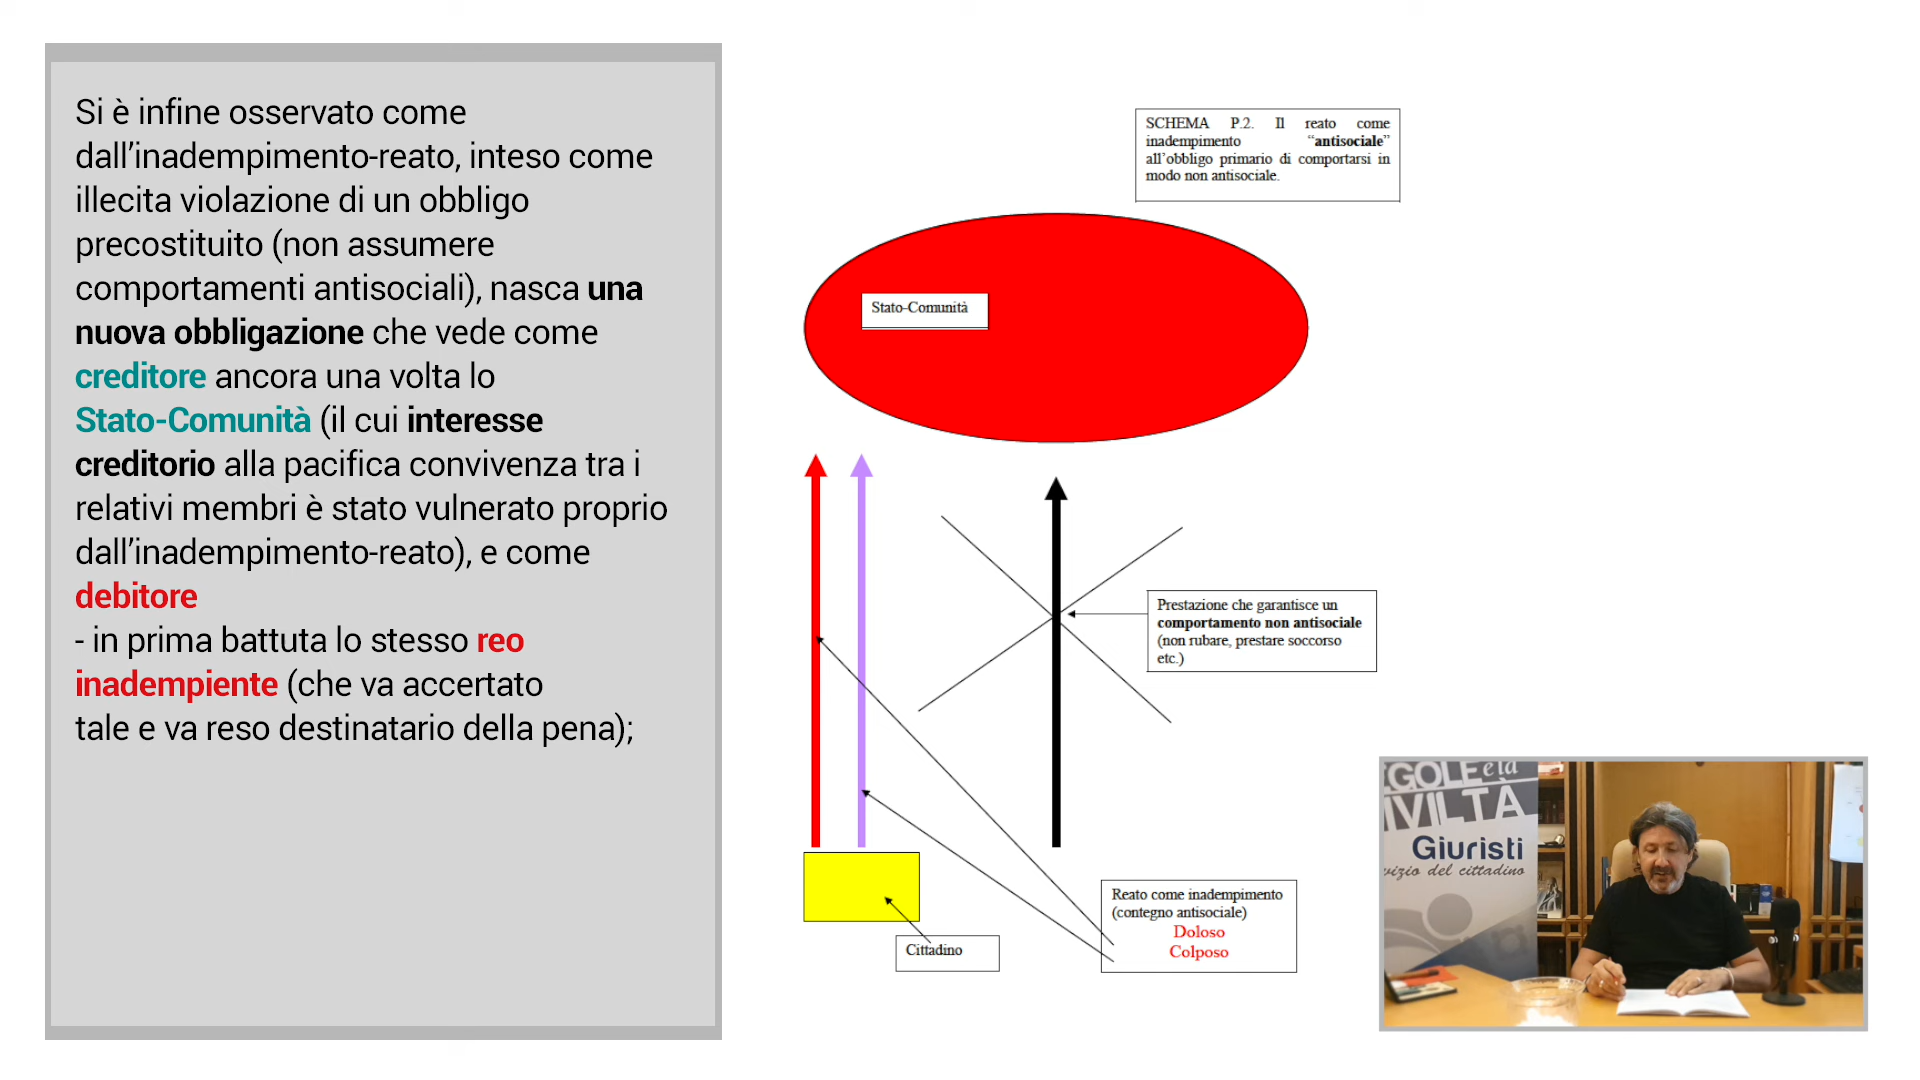 Si è infine osservato come
dall’inadempimento-reato, inteso come
illecita violazione di un obbligo
precostituito (non assumere
comportamenti antisociali), nasca una
nuova obbligazione che vede come
creditore ancora una volta lo
Stato-Comunità (il cui interesse
creditorio alla pacifica convivenza tra i
relativi membri è stato vulnerato proprio
dall’inadempimento-reato), e come
debitore
- in prima battuta lo stesso reo
inadempiente (che va accertato
tale e va reso destinatario della pena);
SCHEMA P.2. Il reato come
inadempimento “antisociale”
all’obbligo primario di comportarsi in
modo non antisociale.
Stato-Comunità
Prestazione che garantisce un
comportamento non antisociale
(non rubare, prestare soccorso
etc.)
Reato come inadempimento
(contegno antisociale)
Doloso
Colposo
Cittadino
GOLE e la
IVILTÀ
Giuristi
vizio del cittadino